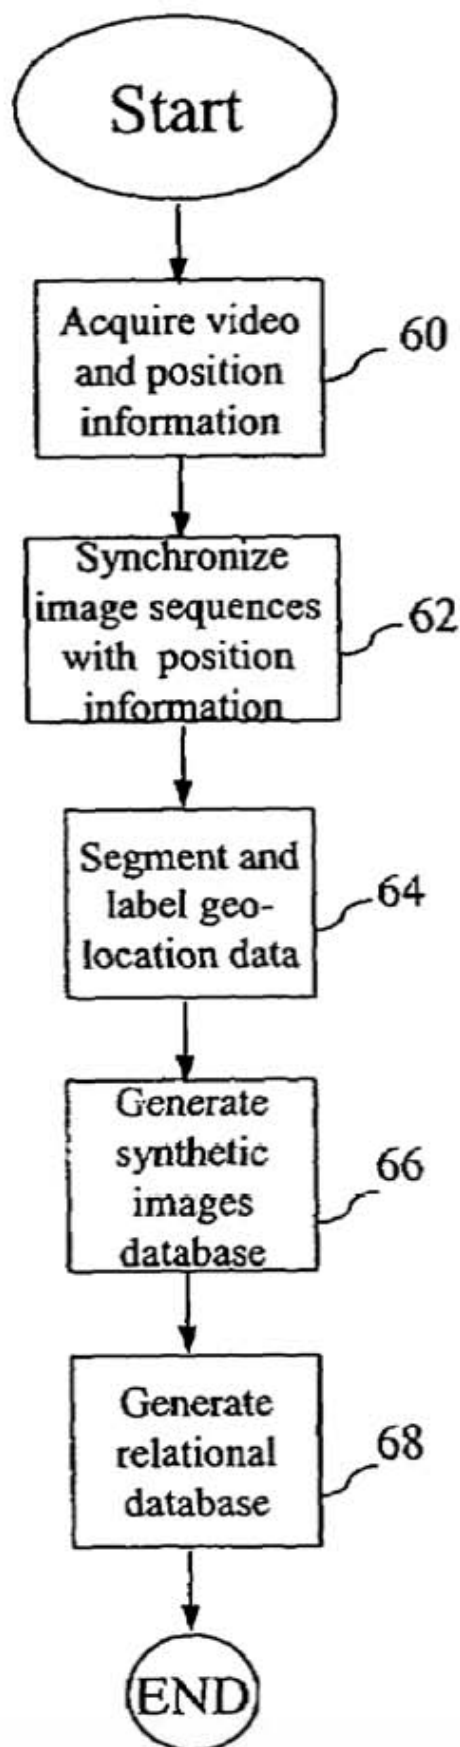 Start
Acquire video
and position
information
60
Synchronize
image sequences
with position
information
62
Segment and
label geo-
location data
64
Generate
synthetic
images
database
66
Generate
relational
database
68
END